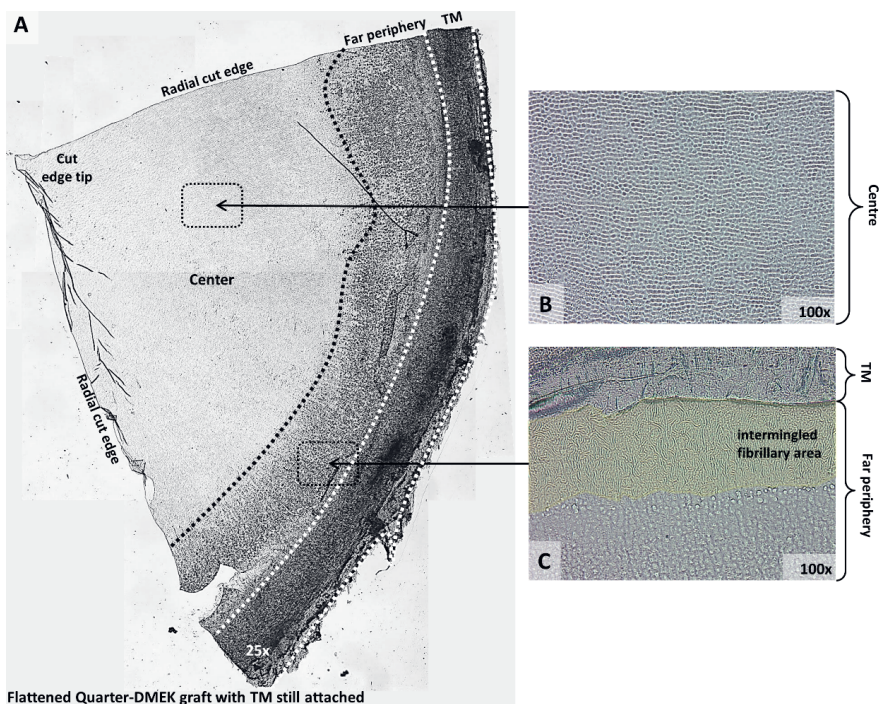 A
Radial cut edge
Far periphery
TM
Cut
edge tip
Center
Radial cut edge
25x
Flattened Quarter-DMEK graft with TM still attached
B
100x
Centre
TM
intermingled
fibrillary area
Far periphery
C
100x